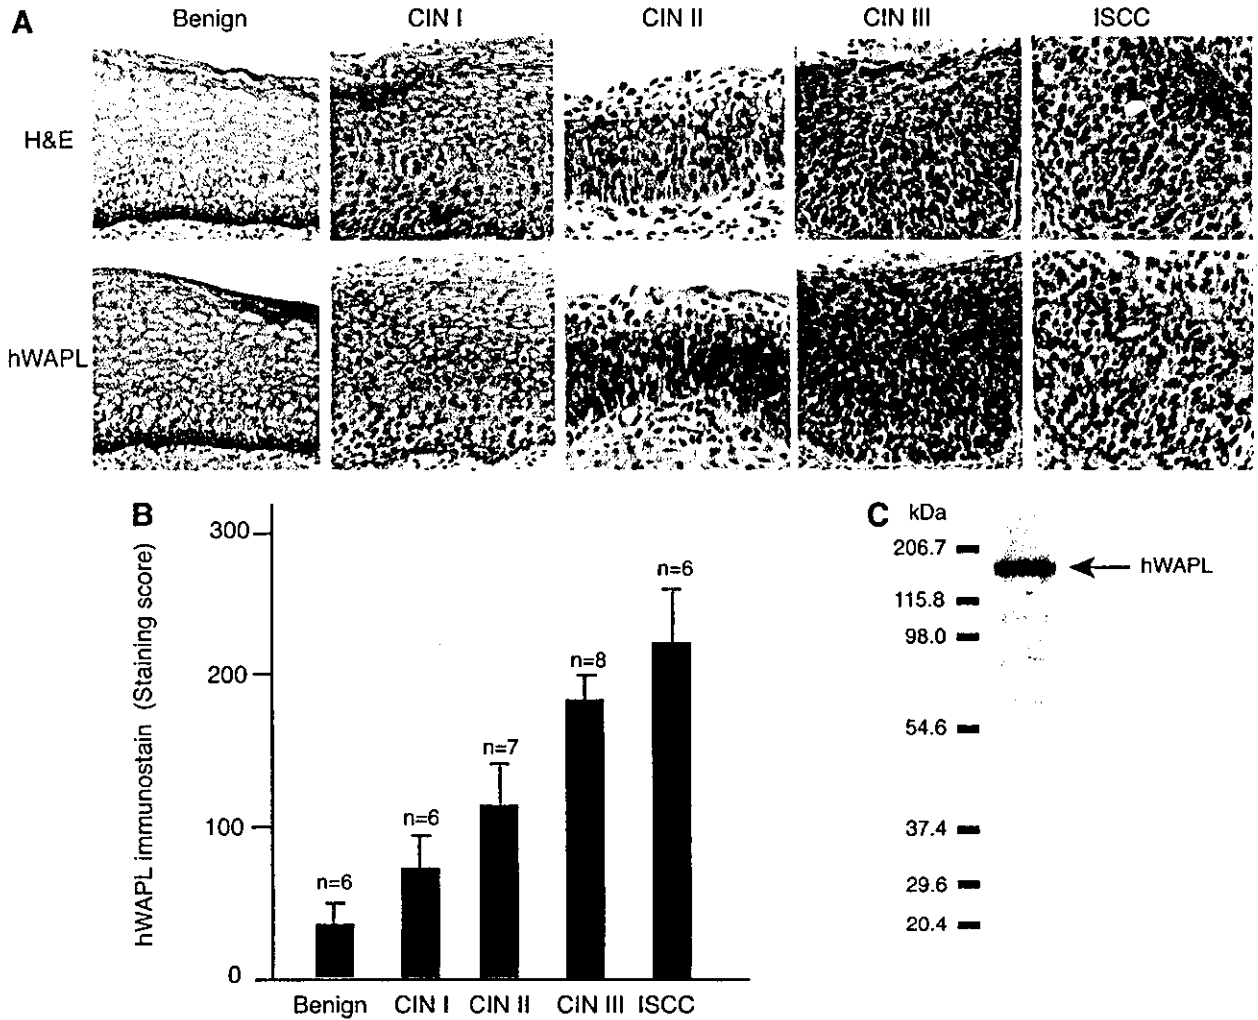 A
Benign
CIN I
CIN II
CIN III
ISCC
H&E
hWAPL
B
hWAPL immunostain (Staining score)
300
200
100
0
n=6
n=6
n=7
n=8
n=6
Benign
CIN I
CIN II
CIN III
ISCC
C
kDa
206.7
115.8
98.0
54.6
37.4
29.6
20.4
hWAPL